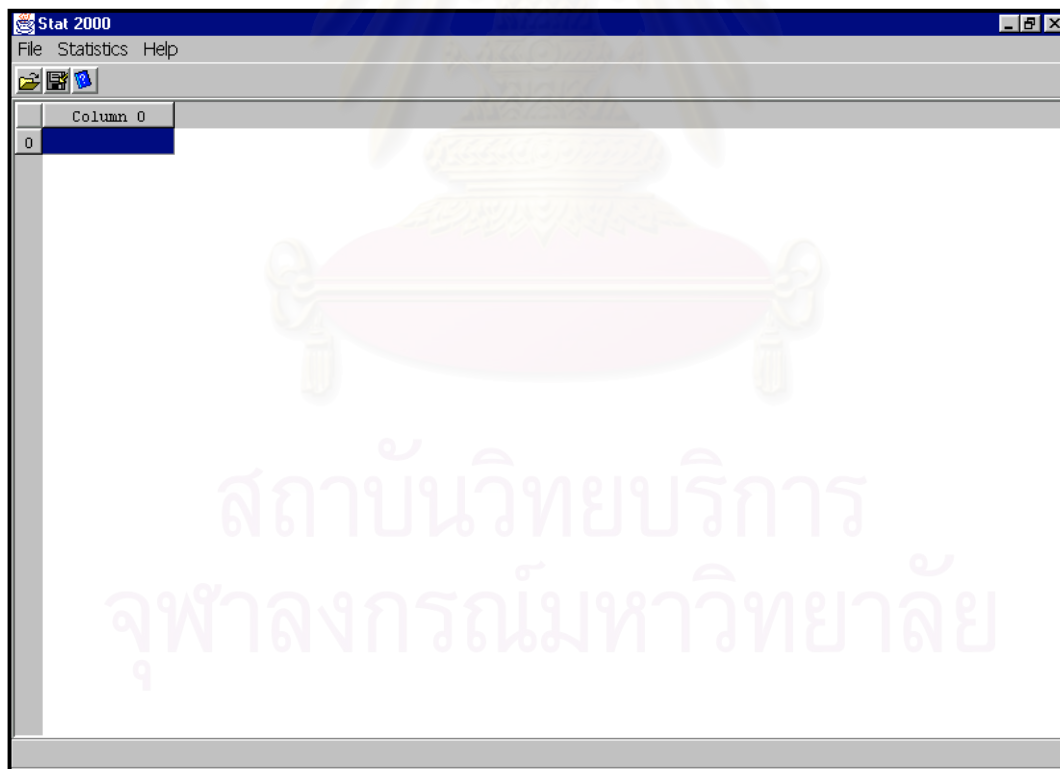 Stat 2000
File Statistics Help
Column 0
0
สถาบันวิทยบริการ
จุฬาลงกรณ์มหาวิทยาลัย